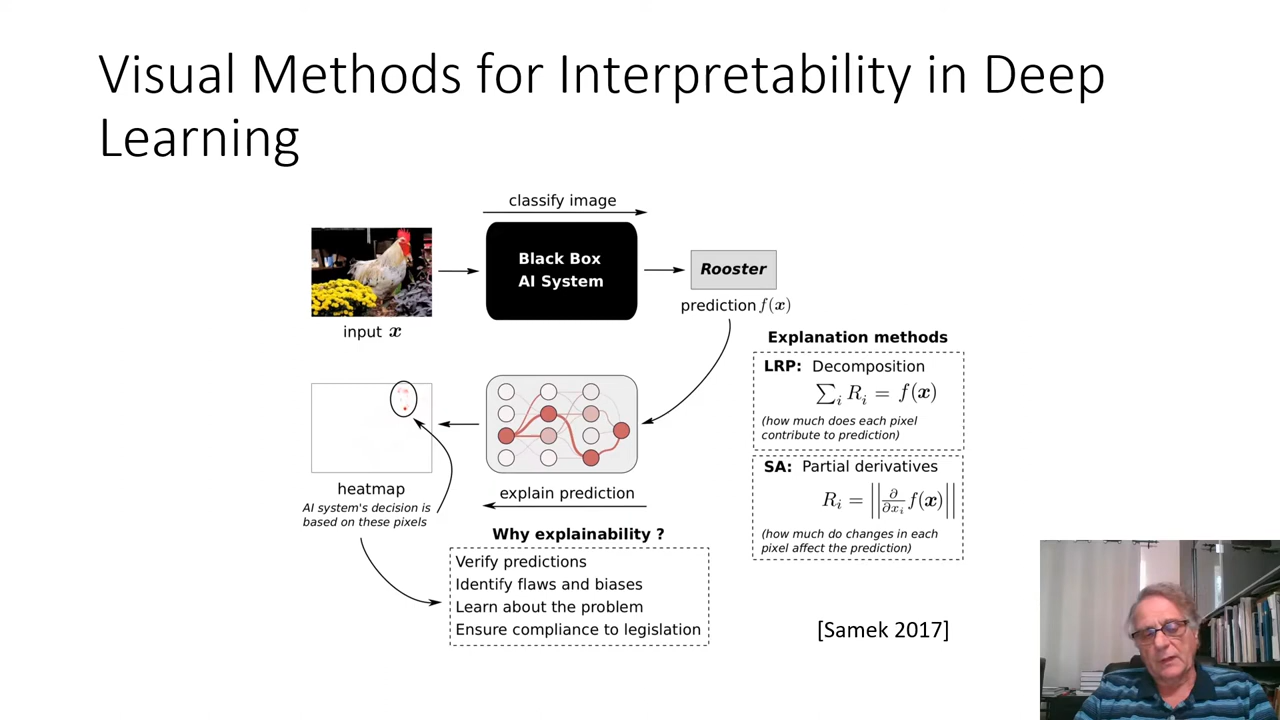 Visual Methods for Interpretability in Deep
Learning
classify image
Black Box
AI System
Rooster
input x
prediction f(x)
Explanation methods
LRP: Decomposition
∑ᵢ Rᵢ = f(x)
(how much does each pixel
contribute to prediction)
SA: Partial derivatives
Rᵢ = ||∂/∂xᵢ f(x)||
(how much do changes in each
pixel affect the prediction)
heatmap
AI system's decision is
based on these pixels
explain prediction
Why explainability ?
Verify predictions
Identify flaws and biases
Learn about the problem
Ensure compliance to legislation
[Samek 2017]